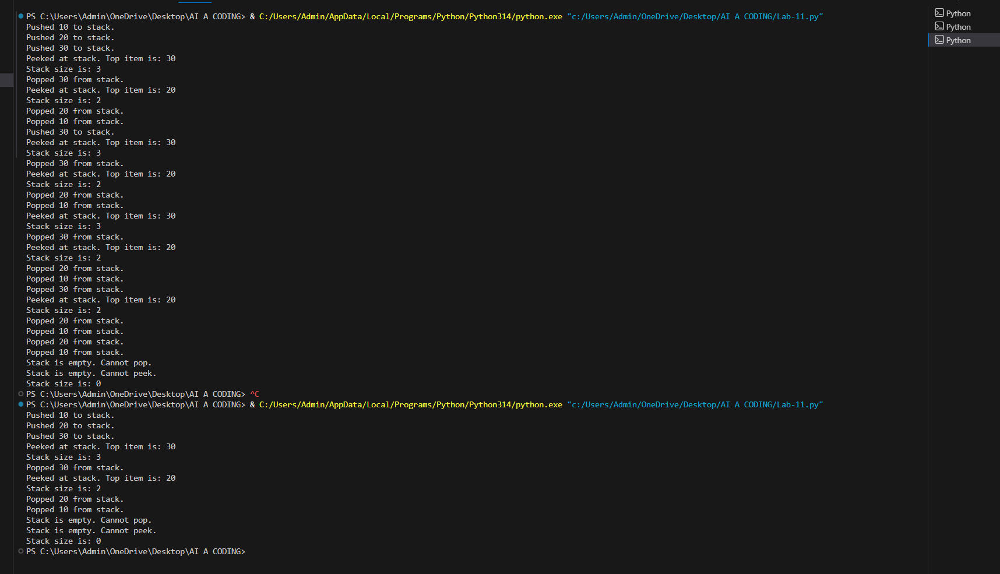 PS C:\Users\Admin\OneDrive\Desktop\AI A CODING> & C:/Users/Admin/AppData/Local/Programs/Python/Python314/python.exe "c:/Users/Admin/OneDrive/Desktop/AI A CODING/Lab-11.py"
Pushed 10 to stack.
Pushed 20 to stack.
Pushed 30 to stack.
Peeked at stack. Top item is: 30
Stack size is: 3
Popped 30 from stack.
Peeked at stack. Top item is: 20
Stack size is: 2
Popped 20 from stack.
Popped 10 from stack.
Pushed 30 to stack.
Peeked at stack. Top item is: 30
Stack size is: 3
Popped 30 from stack.
Peeked at stack. Top item is: 20
Stack size is: 2
Popped 20 from stack.
Popped 10 from stack.
Peeked at stack. Top item is: 30
Stack size is: 3
Popped 30 from stack.
Peeked at stack. Top item is: 20
Stack size is: 2
Popped 20 from stack.
Popped 10 from stack.
Popped 30 from stack.
Peeked at stack. Top item is: 20
Stack size is: 2
Popped 20 from stack.
Popped 10 from stack.
Popped 20 from stack.
Popped 10 from stack.
Stack is empty. Cannot pop.
Stack is empty. Cannot peek.
Stack size is: 0
PS C:\Users\Admin\OneDrive\Desktop\AI A CODING> ^C
PS C:\Users\Admin\OneDrive\Desktop\AI A CODING> & C:/Users/Admin/AppData/Local/Programs/Python/Python314/python.exe "c:/Users/Admin/OneDrive/Desktop/AI A CODING/Lab-11.py"
Pushed 10 to stack.
Pushed 20 to stack.
Pushed 30 to stack.
Peeked at stack. Top item is: 30
Stack size is: 3
Popped 30 from stack.
Peeked at stack. Top item is: 20
Stack size is: 2
Popped 20 from stack.
Popped 10 from stack.
Stack is empty. Cannot pop.
Stack is empty. Cannot peek.
Stack size is: 0
PS C:\Users\Admin\OneDrive\Desktop\AI A CODING>
Python
Python
Python